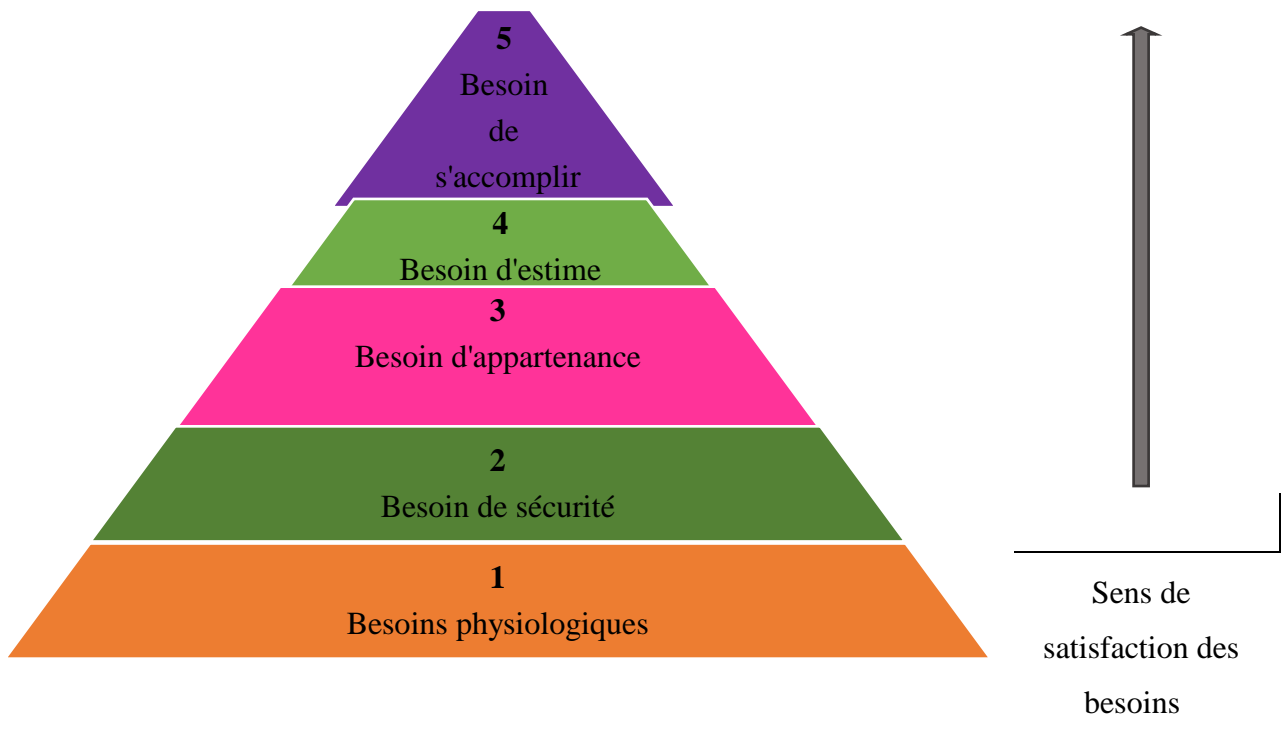 5
Besoin
de
s'accomplir
4
Besoin d'estime
3
Besoin d'appartenance
2
Besoin de sécurité
1
Besoins physiologiques
Sens de
satisfaction des
besoins